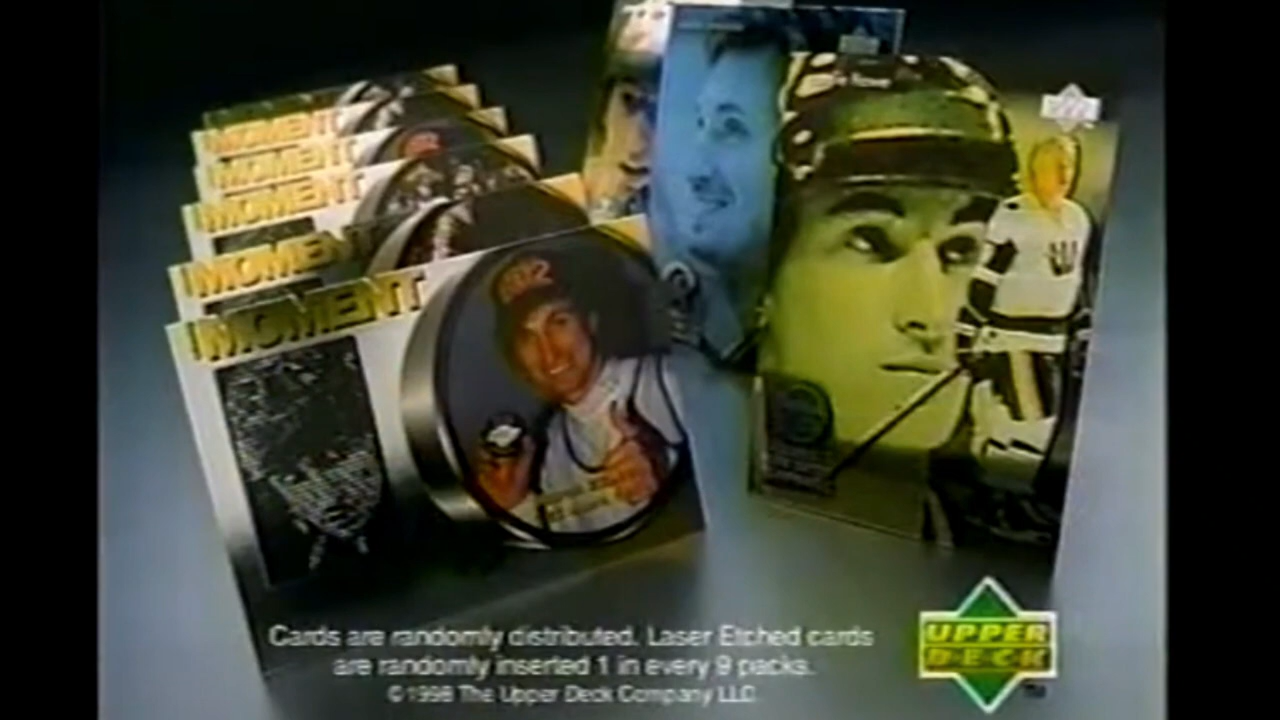 MOMENT
MOMENT
MOMENT
MOMENT
MOMENT
802
Cards are randomly distributed. Laser Etched cards
are randomly inserted 1 in every 9 packs.
©1998 The Upper Deck Company LLC.
UPPER
DECK